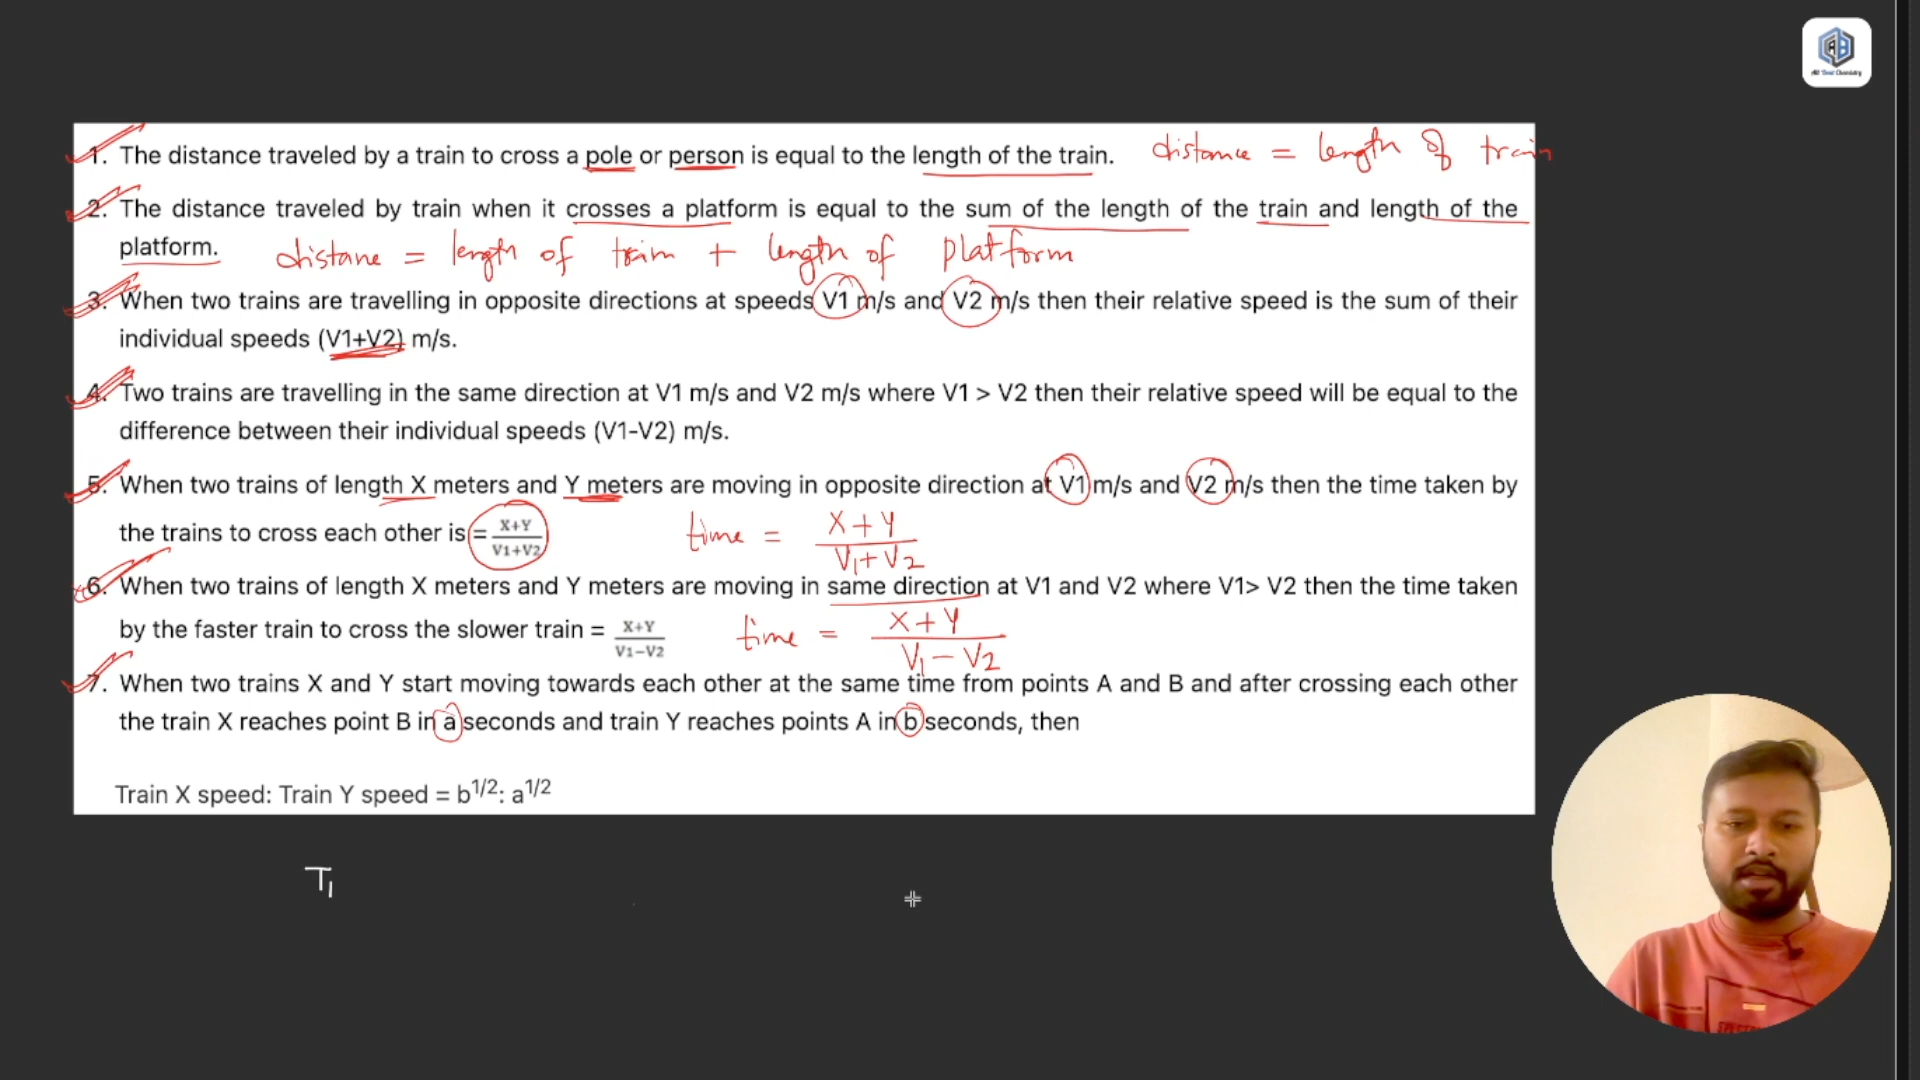 1. The distance traveled by a train to cross a pole or person is equal to the length of the train. distance = length of train
2. The distance traveled by train when it crosses a platform is equal to the sum of the length of the train and length of the
platform. distane = length of train + length of platform
3. When two trains are travelling in opposite directions at speeds V1 m/s and V2 m/s then their relative speed is the sum of their
individual speeds (V1+V2) m/s.
4. Two trains are travelling in the same direction at V1 m/s and V2 m/s where V1 > V2 then their relative speed will be equal to the
difference between their individual speeds (V1-V2) m/s.
5. When two trains of length X meters and Y meters are moving in opposite direction at V1 m/s and V2 m/s then the time taken by
the trains to cross each other is = X+Y / V1+V2 time = X+Y / V₁+V₂
6. When two trains of length X meters and Y meters are moving in same direction at V1 and V2 where V1> V2 then the time taken
by the faster train to cross the slower train = X+Y / V1-V2 time = X+Y / V₁-V₂
7. When two trains X and Y start moving towards each other at the same time from points A and B and after crossing each other
the train X reaches point B in a seconds and train Y reaches points A in b seconds, then
Train X speed: Train Y speed = b^1/2: a^1/2
T₁